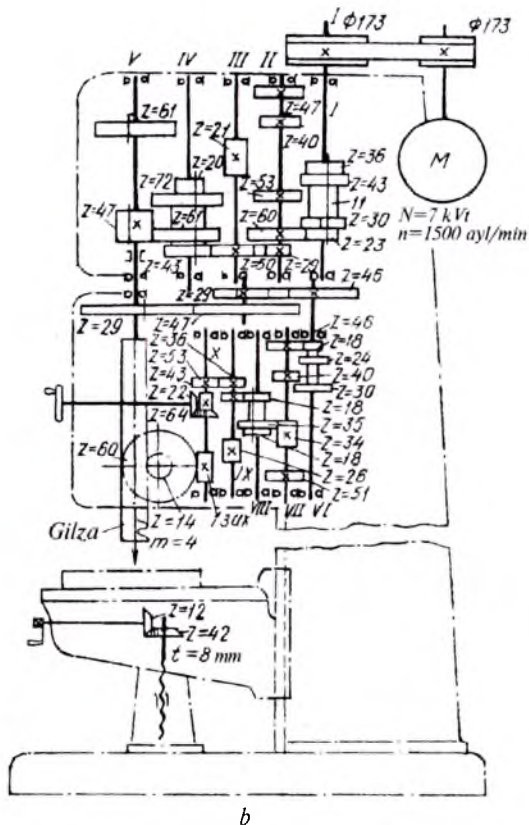 I Φ173
Φ173
V IV III II
I
Z=61
Z=21
Z=20
Z=72
Z=47
Z=40
Z=36
Z=43
11
Z=30
Z=23
M
N=7 kVt
n=1500 ayl/min
Z=53
Z=60
Z=47
Z=61
Z=43
Z=50
Z=29
Z=46
Z=29
Z=29
Z=47
Z=46
Z=18
Z=24
Z=40
Z=30
Z=36
Z=53
Z=43
Z=22
Z=64
X
Z=18
Z=35
Z=34
Z=18
Z=26
Z=51
IX
VIII VII VI
Z=60
Z=14
m=4
Gilza
Z=12
Z=42
t=8 mm
b